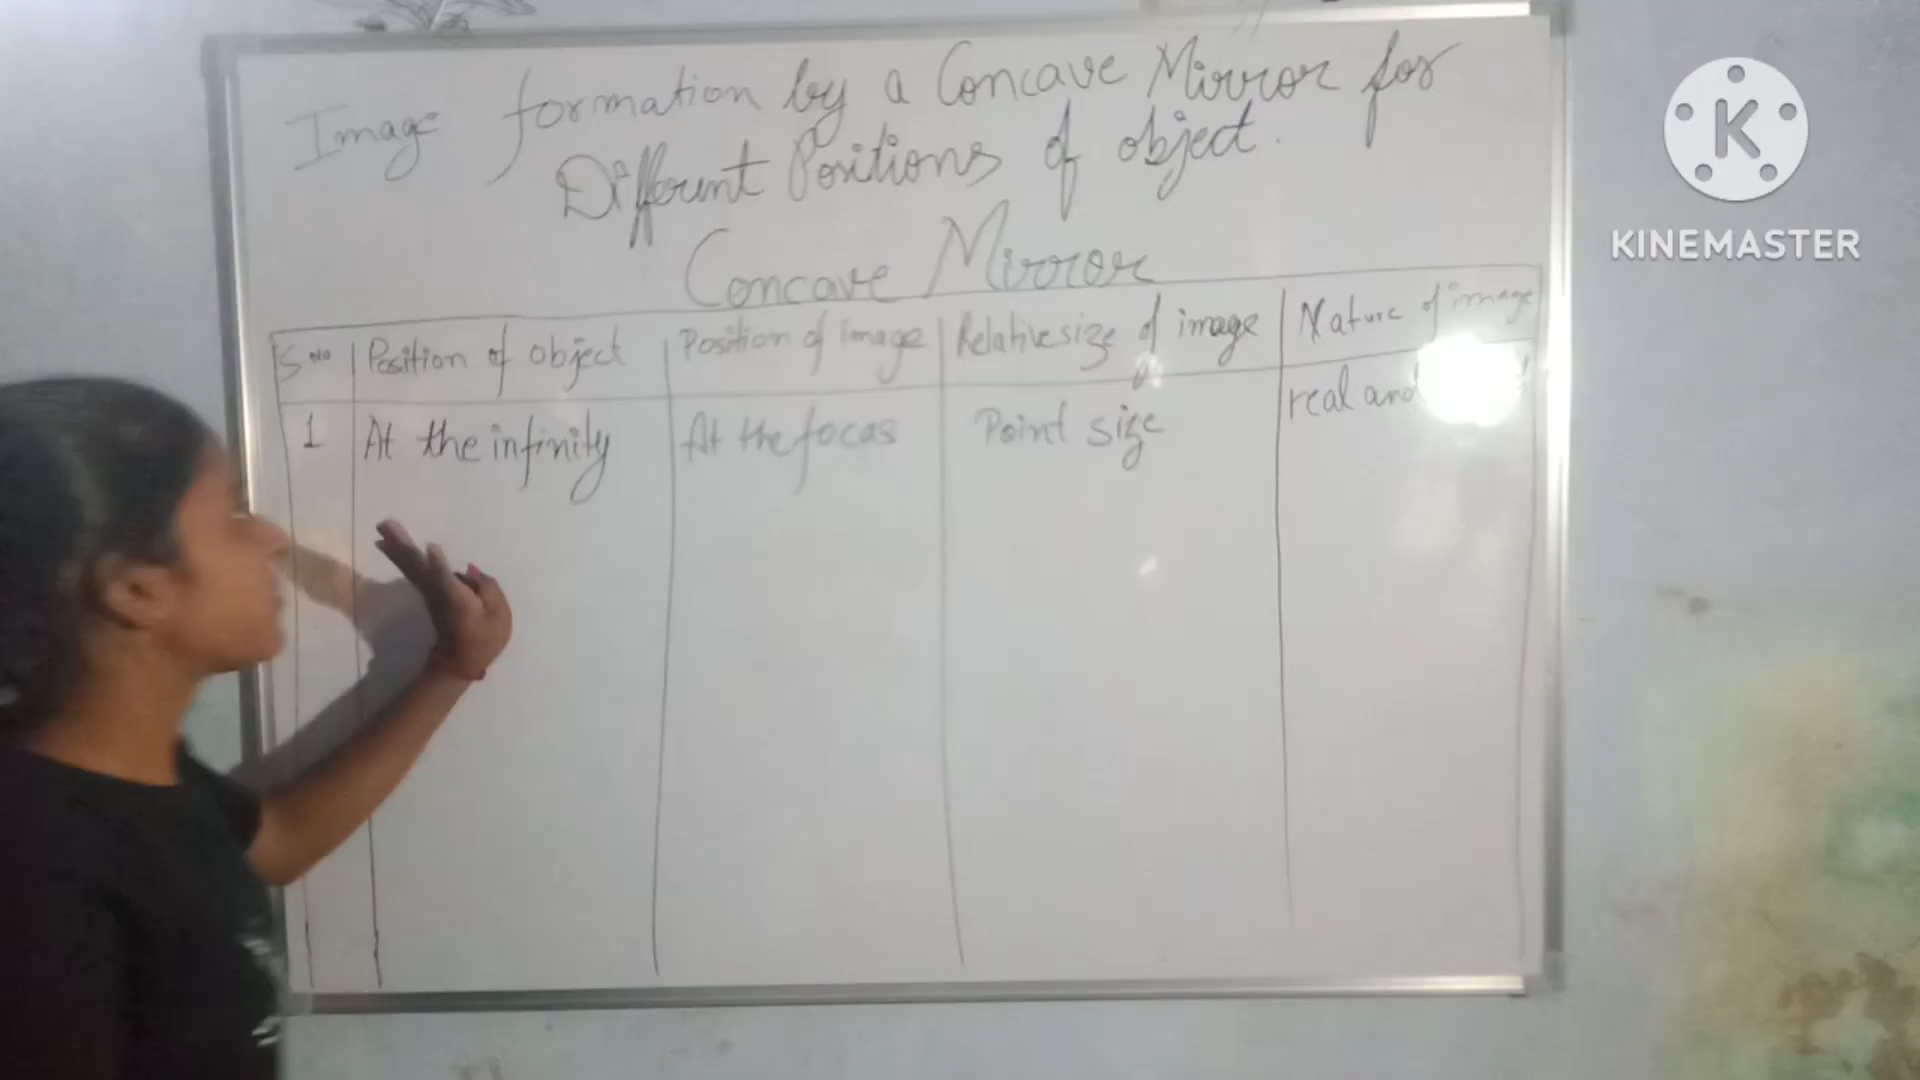 Image formation by a Concave Mirror for
Different Positions of object.
Concave Mirror
S No Position of object Position of image Relative size of image Nature of image
1 At the infinity At the focus Point size real and
K
KINEMASTER